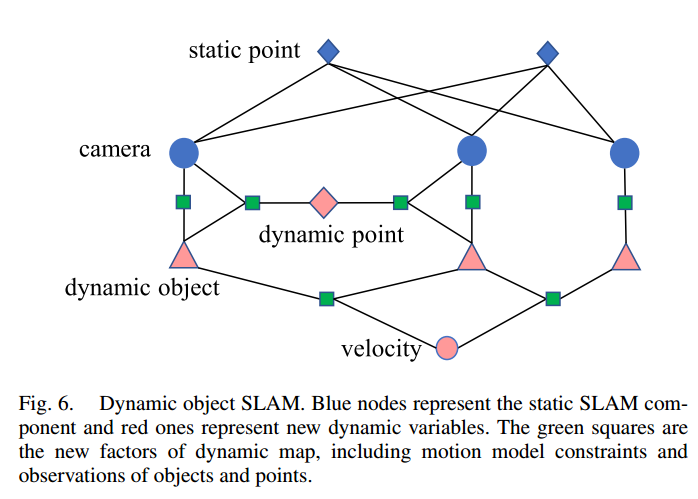 static point
camera
dynamic point
dynamic object
velocity
Fig. 6. Dynamic object SLAM. Blue nodes represent the static SLAM com-
ponent and red ones represent new dynamic variables. The green squares are
the new factors of dynamic map, including motion model constraints and
observations of objects and points.